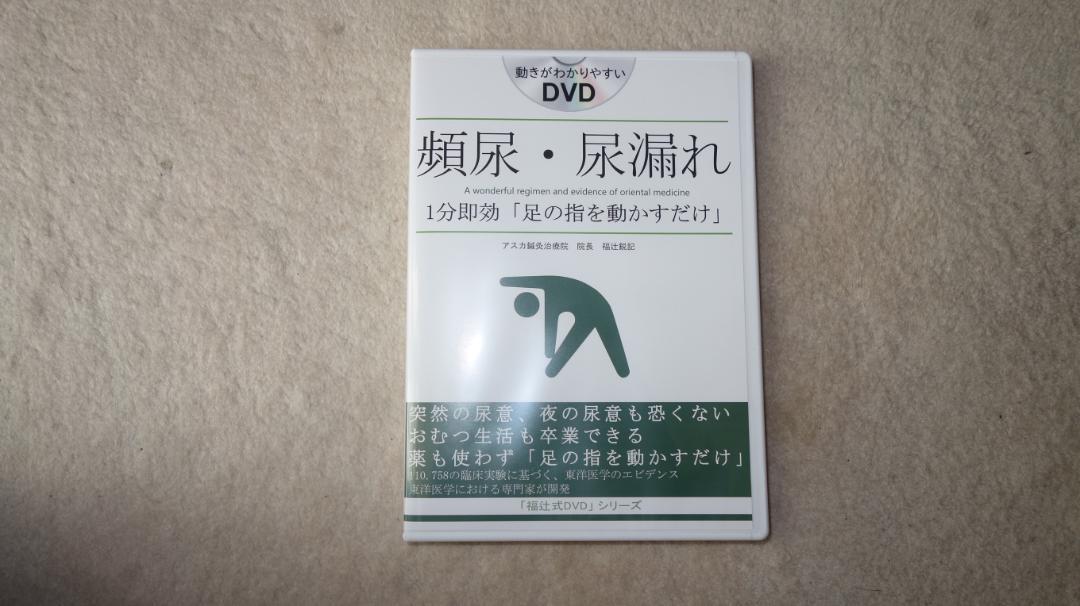 動きがわかりやすい
DVD
頻尿・尿漏れ
A wonderful regimen and evidence of oriental medicine
1分即効「足の指を動かすだけ」
アスカ鍼灸治療院 院長 福辻鋭記
突然の尿意、夜の尿意も恐くない
おむつ生活も卒業できる
薬も使わず「足の指を動かすだけ」
110,758の臨床実験に基づく、東洋医学のエビデンス
東洋医学における専門家が開発
「福辻式DVD」シリーズ